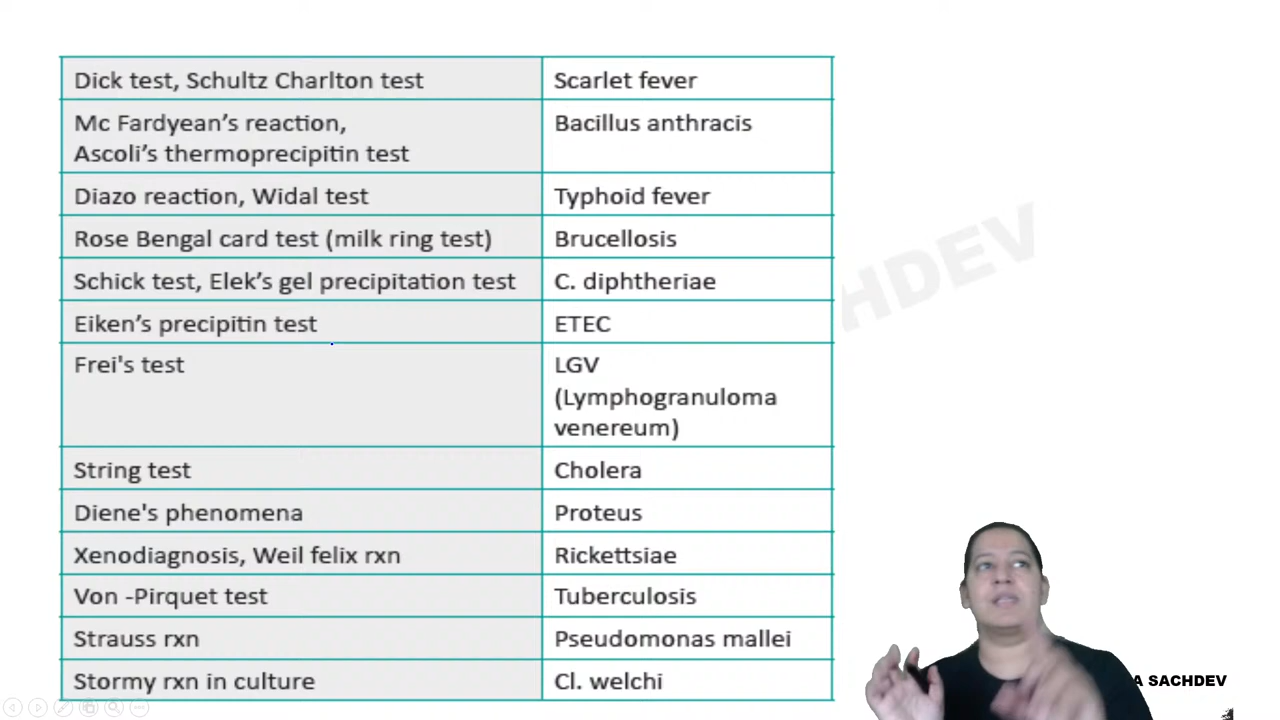 Dick test, Schultz Charlton test
Scarlet fever
Mc Fardyean’s reaction,
Ascoli’s thermoprecipitin test
Bacillus anthracis
Diazo reaction, Widal test
Typhoid fever
Rose Bengal card test (milk ring test)
Brucellosis
Schick test, Elek’s gel precipitation test
C. diphtheriae
Eiken’s precipitin test
ETEC
Frei's test
LGV
(Lymphogranuloma
venereum)
String test
Cholera
Diene's phenomena
Proteus
Xenodiagnosis, Weil felix rxn
Rickettsiae
Von -Pirquet test
Tuberculosis
Strauss rxn
Pseudomonas mallei
Stormy rxn in culture
Cl. welchi
HDEV
A SACHDEV